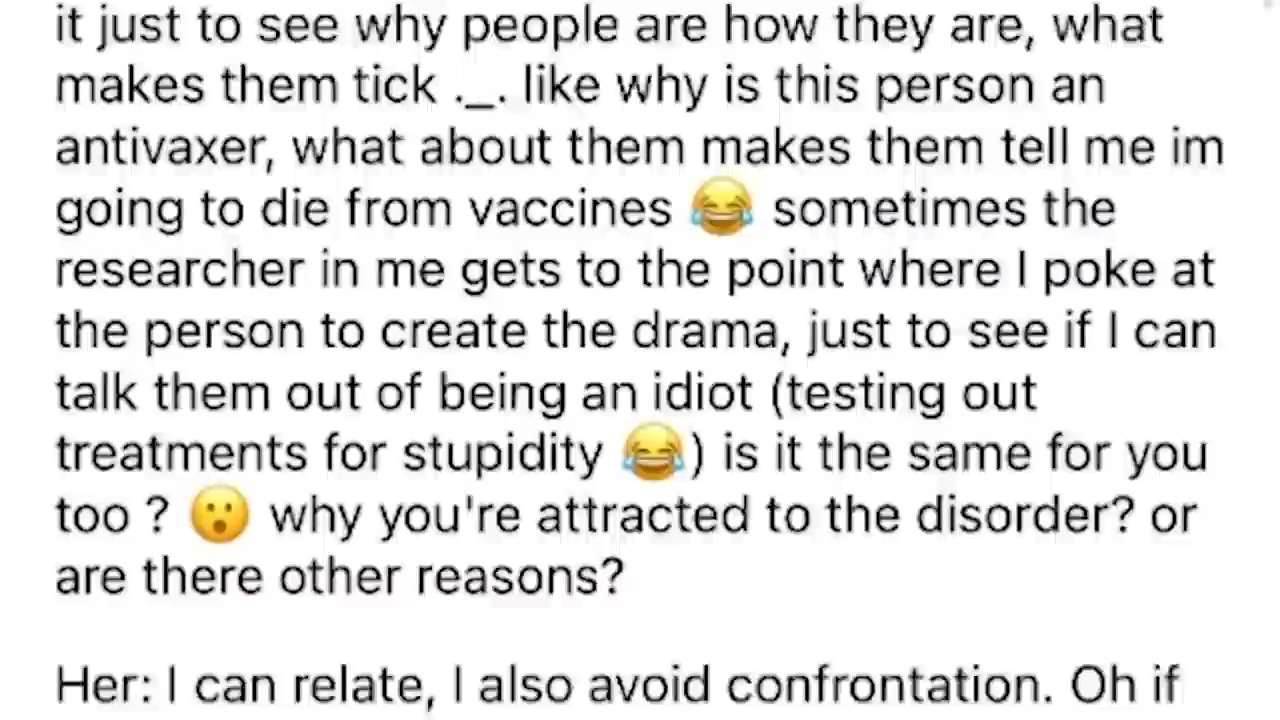 it just to see why people are how they are, what
makes them tick ._. like why is this person an
antivaxer, what about them makes them tell me im
going to die from vaccines 😂 sometimes the
researcher in me gets to the point where I poke at
the person to create the drama, just to see if I can
talk them out of being an idiot (testing out
treatments for stupidity 😂) is it the same for you
too ? 😮 why you're attracted to the disorder? or
are there other reasons?
Her: I can relate, I also avoid confrontation. Oh if